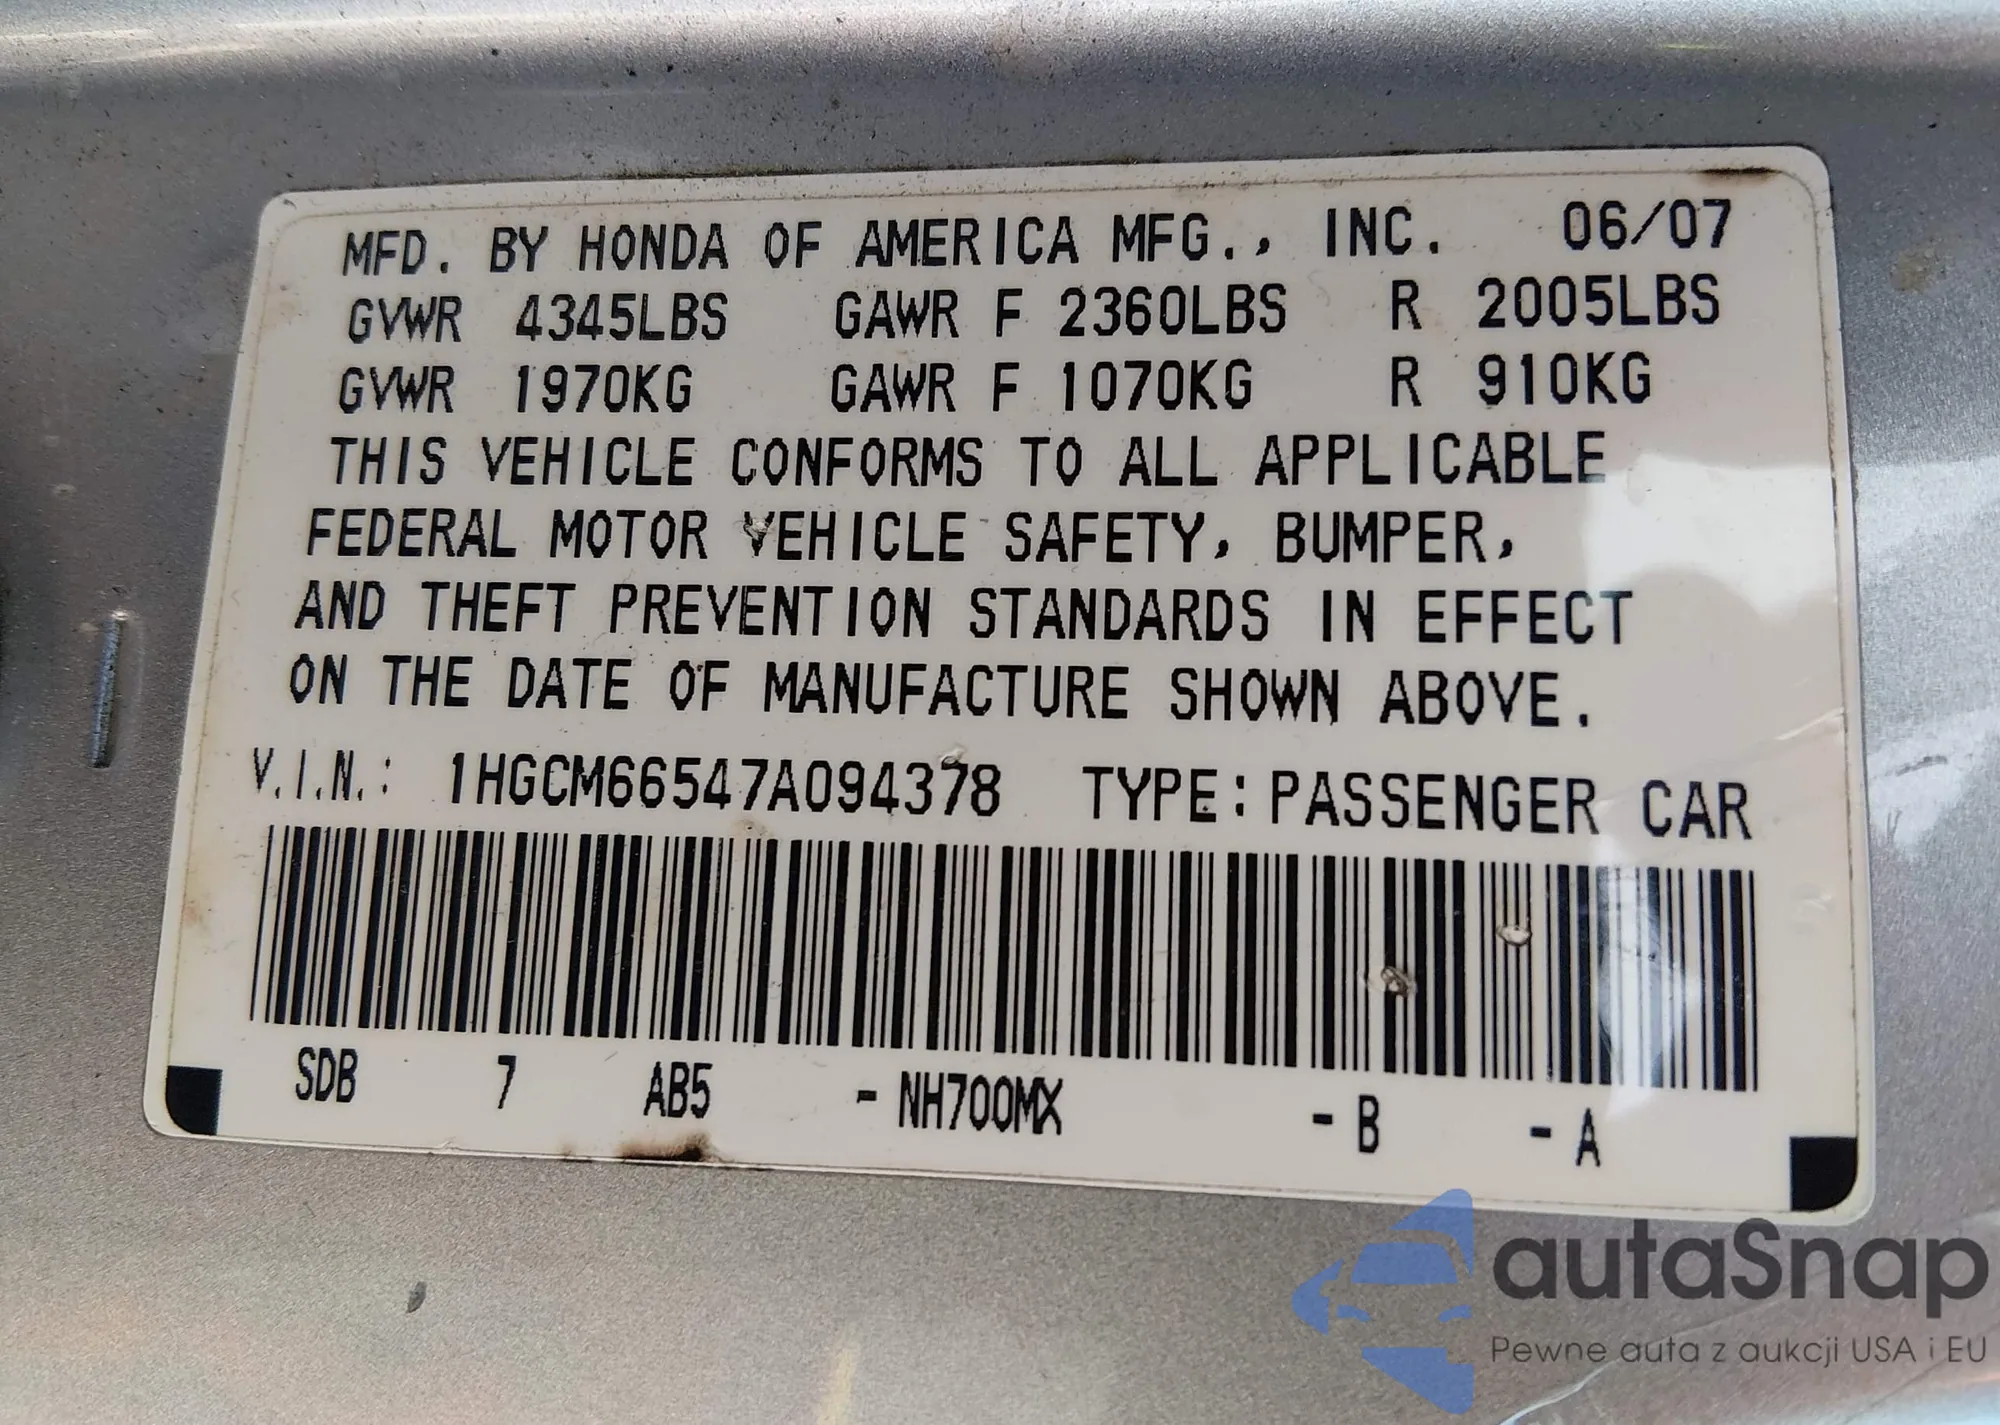 MFD. BY HONDA OF AMERICA MFG., INC. 06/07
GVWR 4345LBS GAWR F 2360LBS R 2005LBS
GVWR 1970KG GAWR F 1070KG R 910KG
THIS VEHICLE CONFORMS TO ALL APPLICABLE
FEDERAL MOTOR VEHICLE SAFETY, BUMPER,
AND THEFT PREVENTION STANDARDS IN EFFECT
ON THE DATE OF MANUFACTURE SHOWN ABOVE.
V.I.N.: 1HGCM66547A094378 TYPE: PASSENGER CAR
SDB 7 AB5 - NH700MX - B - A
autaSnap
Pewne auta z aukcji USA i EU